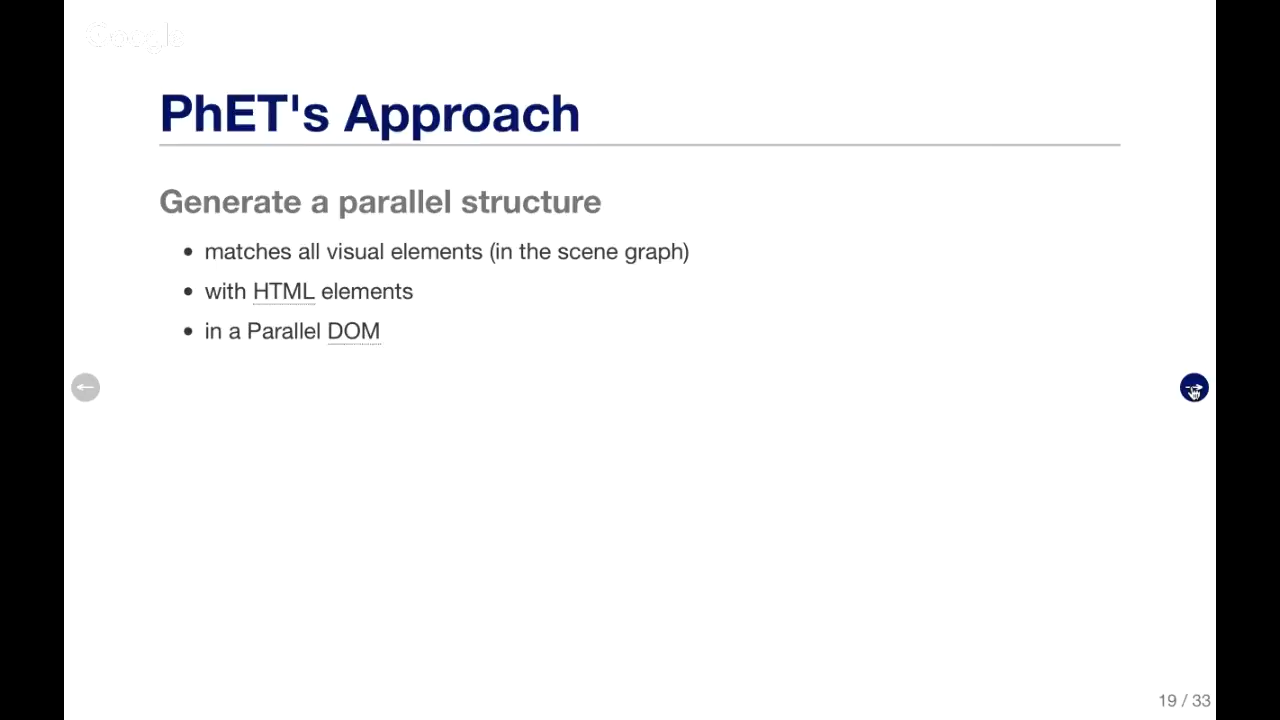 Google
PhET's Approach
Generate a parallel structure
matches all visual elements (in the scene graph)
with HTML elements
in a Parallel DOM
19 / 33